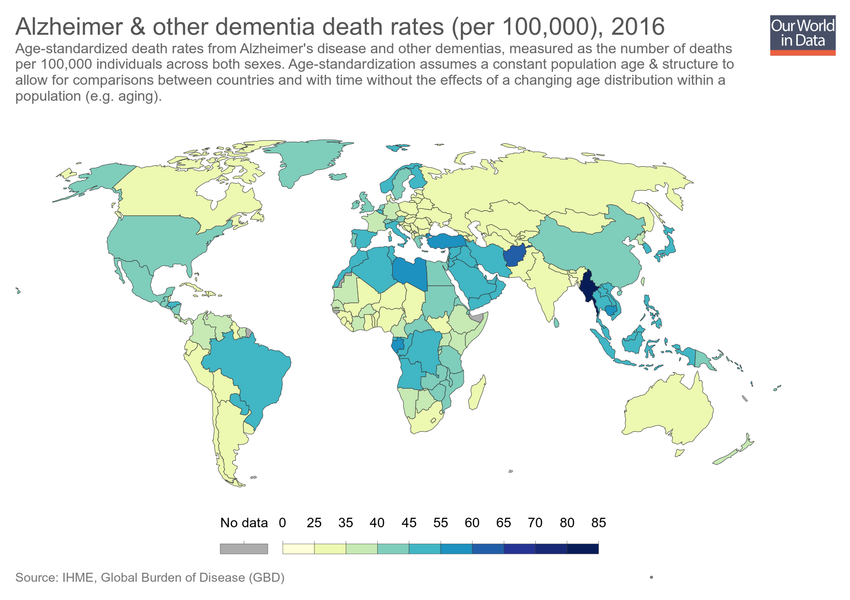 Alzheimer & other dementia death rates (per 100,000), 2016
Our World
in Data
Age-standardized death rates from Alzheimer's disease and other dementias, measured as the number of deaths
per 100,000 individuals across both sexes. Age-standardization assumes a constant population age & structure to
allow for comparisons between countries and with time without the effects of a changing age distribution within a
population (e.g. aging).
No data 0 25 35 40 45 55 60 65 70 80 85
Source: IHME, Global Burden of Disease (GBD)